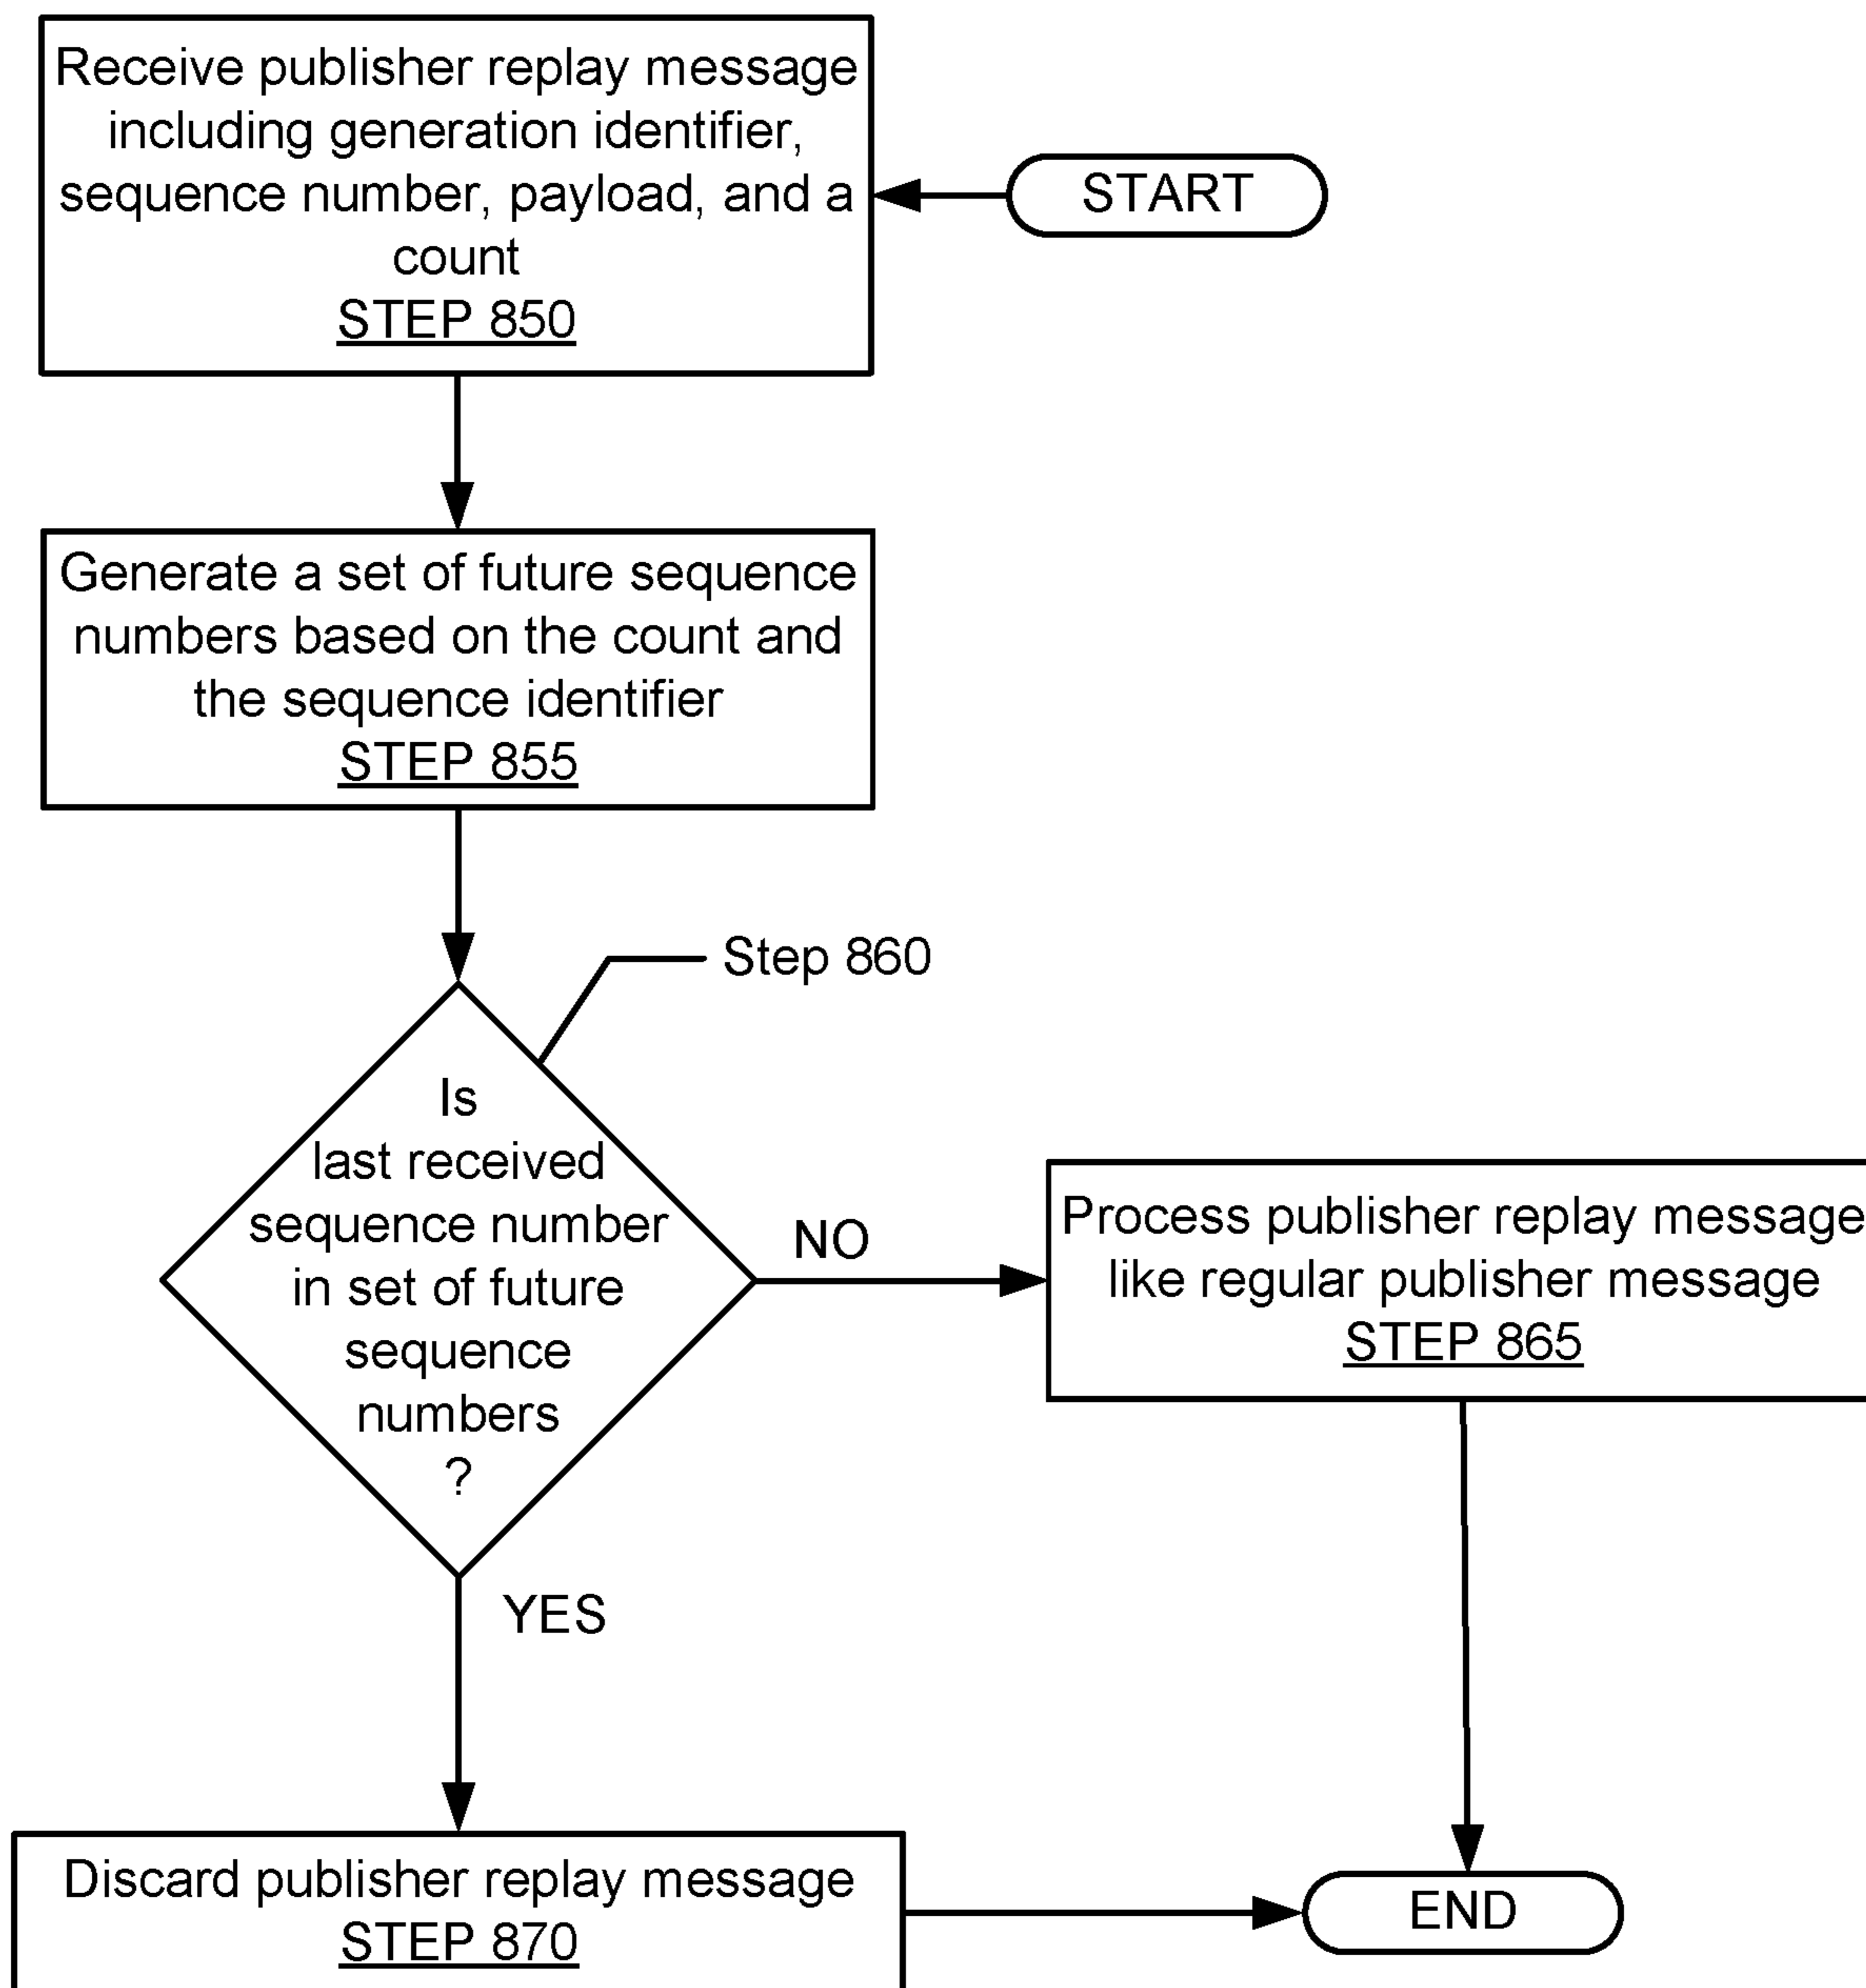 Receive publisher replay message
including generation identifier,
sequence number, payload, and a
count
STEP 850
START
Generate a set of future sequence
numbers based on the count and
the sequence identifier
STEP 855
Step 860
Is
last received
sequence number
in set of future
sequence
numbers
?
NO
Process publisher replay message
like regular publisher message
STEP 865
YES
Discard publisher replay message
STEP 870
END